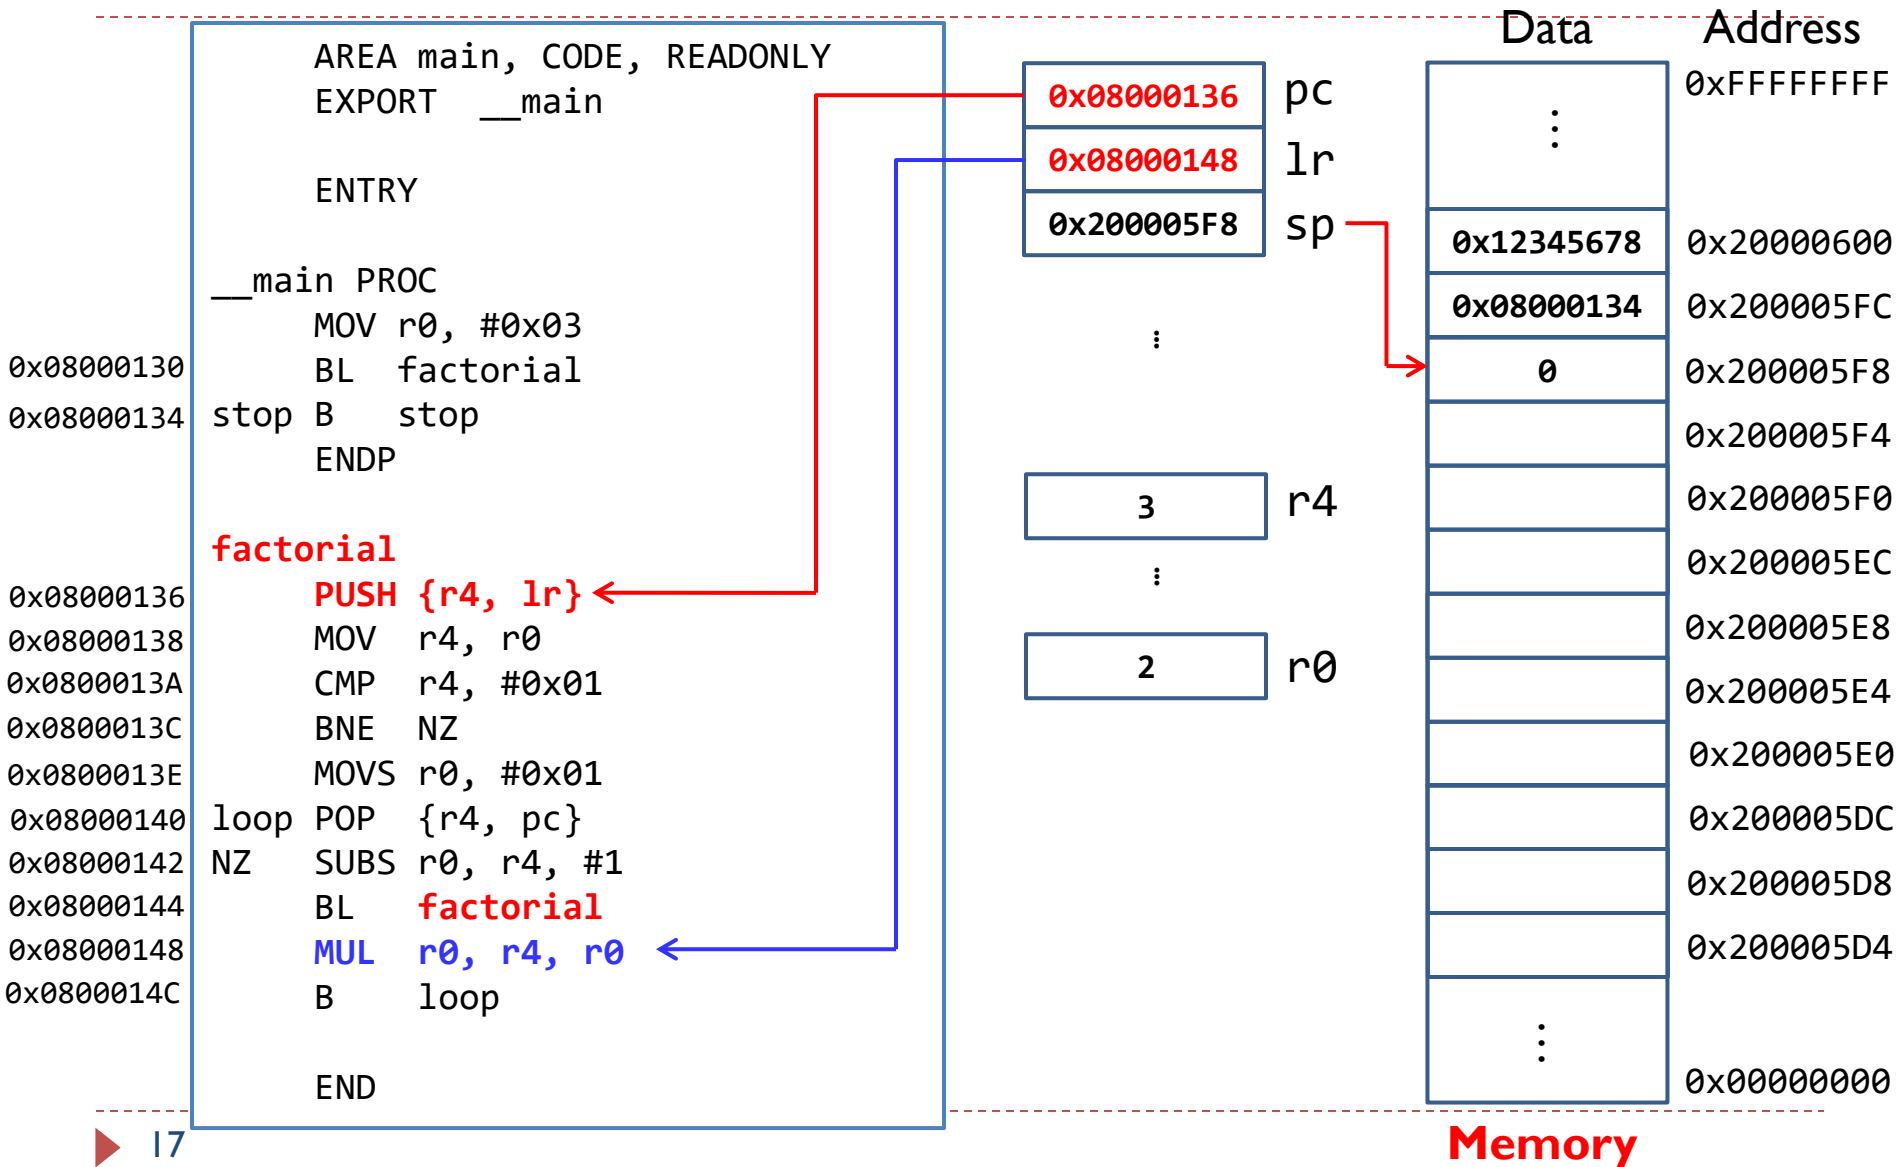 Data Address
AREA main, CODE, READONLY
EXPORT __main
ENTRY
__main PROC
MOV r0, #0x03
0x08000130 BL factorial
0x08000134 stop B stop
ENDP
factorial
0x08000136 PUSH {r4, lr}
0x08000138 MOV r4, r0
0x0800013A CMP r4, #0x01
0x0800013C BNE NZ
0x0800013E MOVS r0, #0x01
0x08000140 loop POP {r4, pc}
0x08000142 NZ SUBS r0, r4, #1
0x08000144 BL factorial
0x08000148 MUL r0, r4, r0
0x0800014C B loop
END
0x08000136 pc
0x08000148 lr
0x200005F8 sp
⋮
3 r4
⋮
2 r0
0xFFFFFFFF
⋮
0x12345678 0x20000600
0x08000134 0x200005FC
0 0x200005F8
0x200005F4
0x200005F0
0x200005EC
0x200005E8
0x200005E4
0x200005E0
0x200005DC
0x200005D8
0x200005D4
⋮
0x00000000
17
Memory